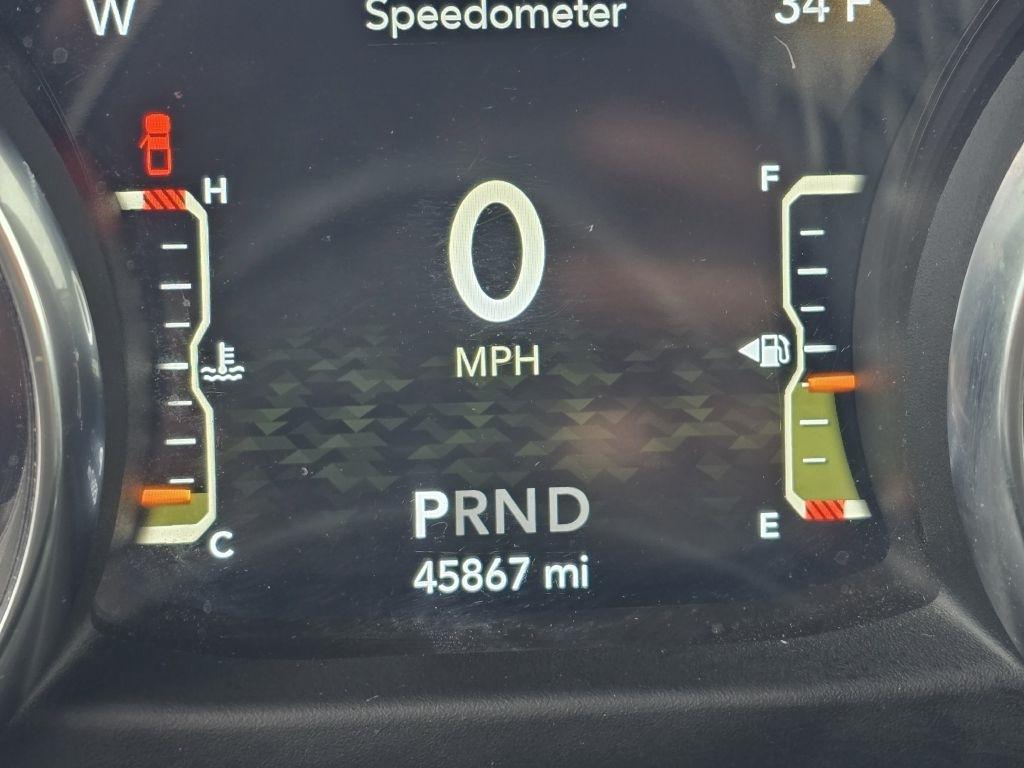 W
Speedometer
34 F
H
F
0
MPH
PRND
E
C
45867 mi